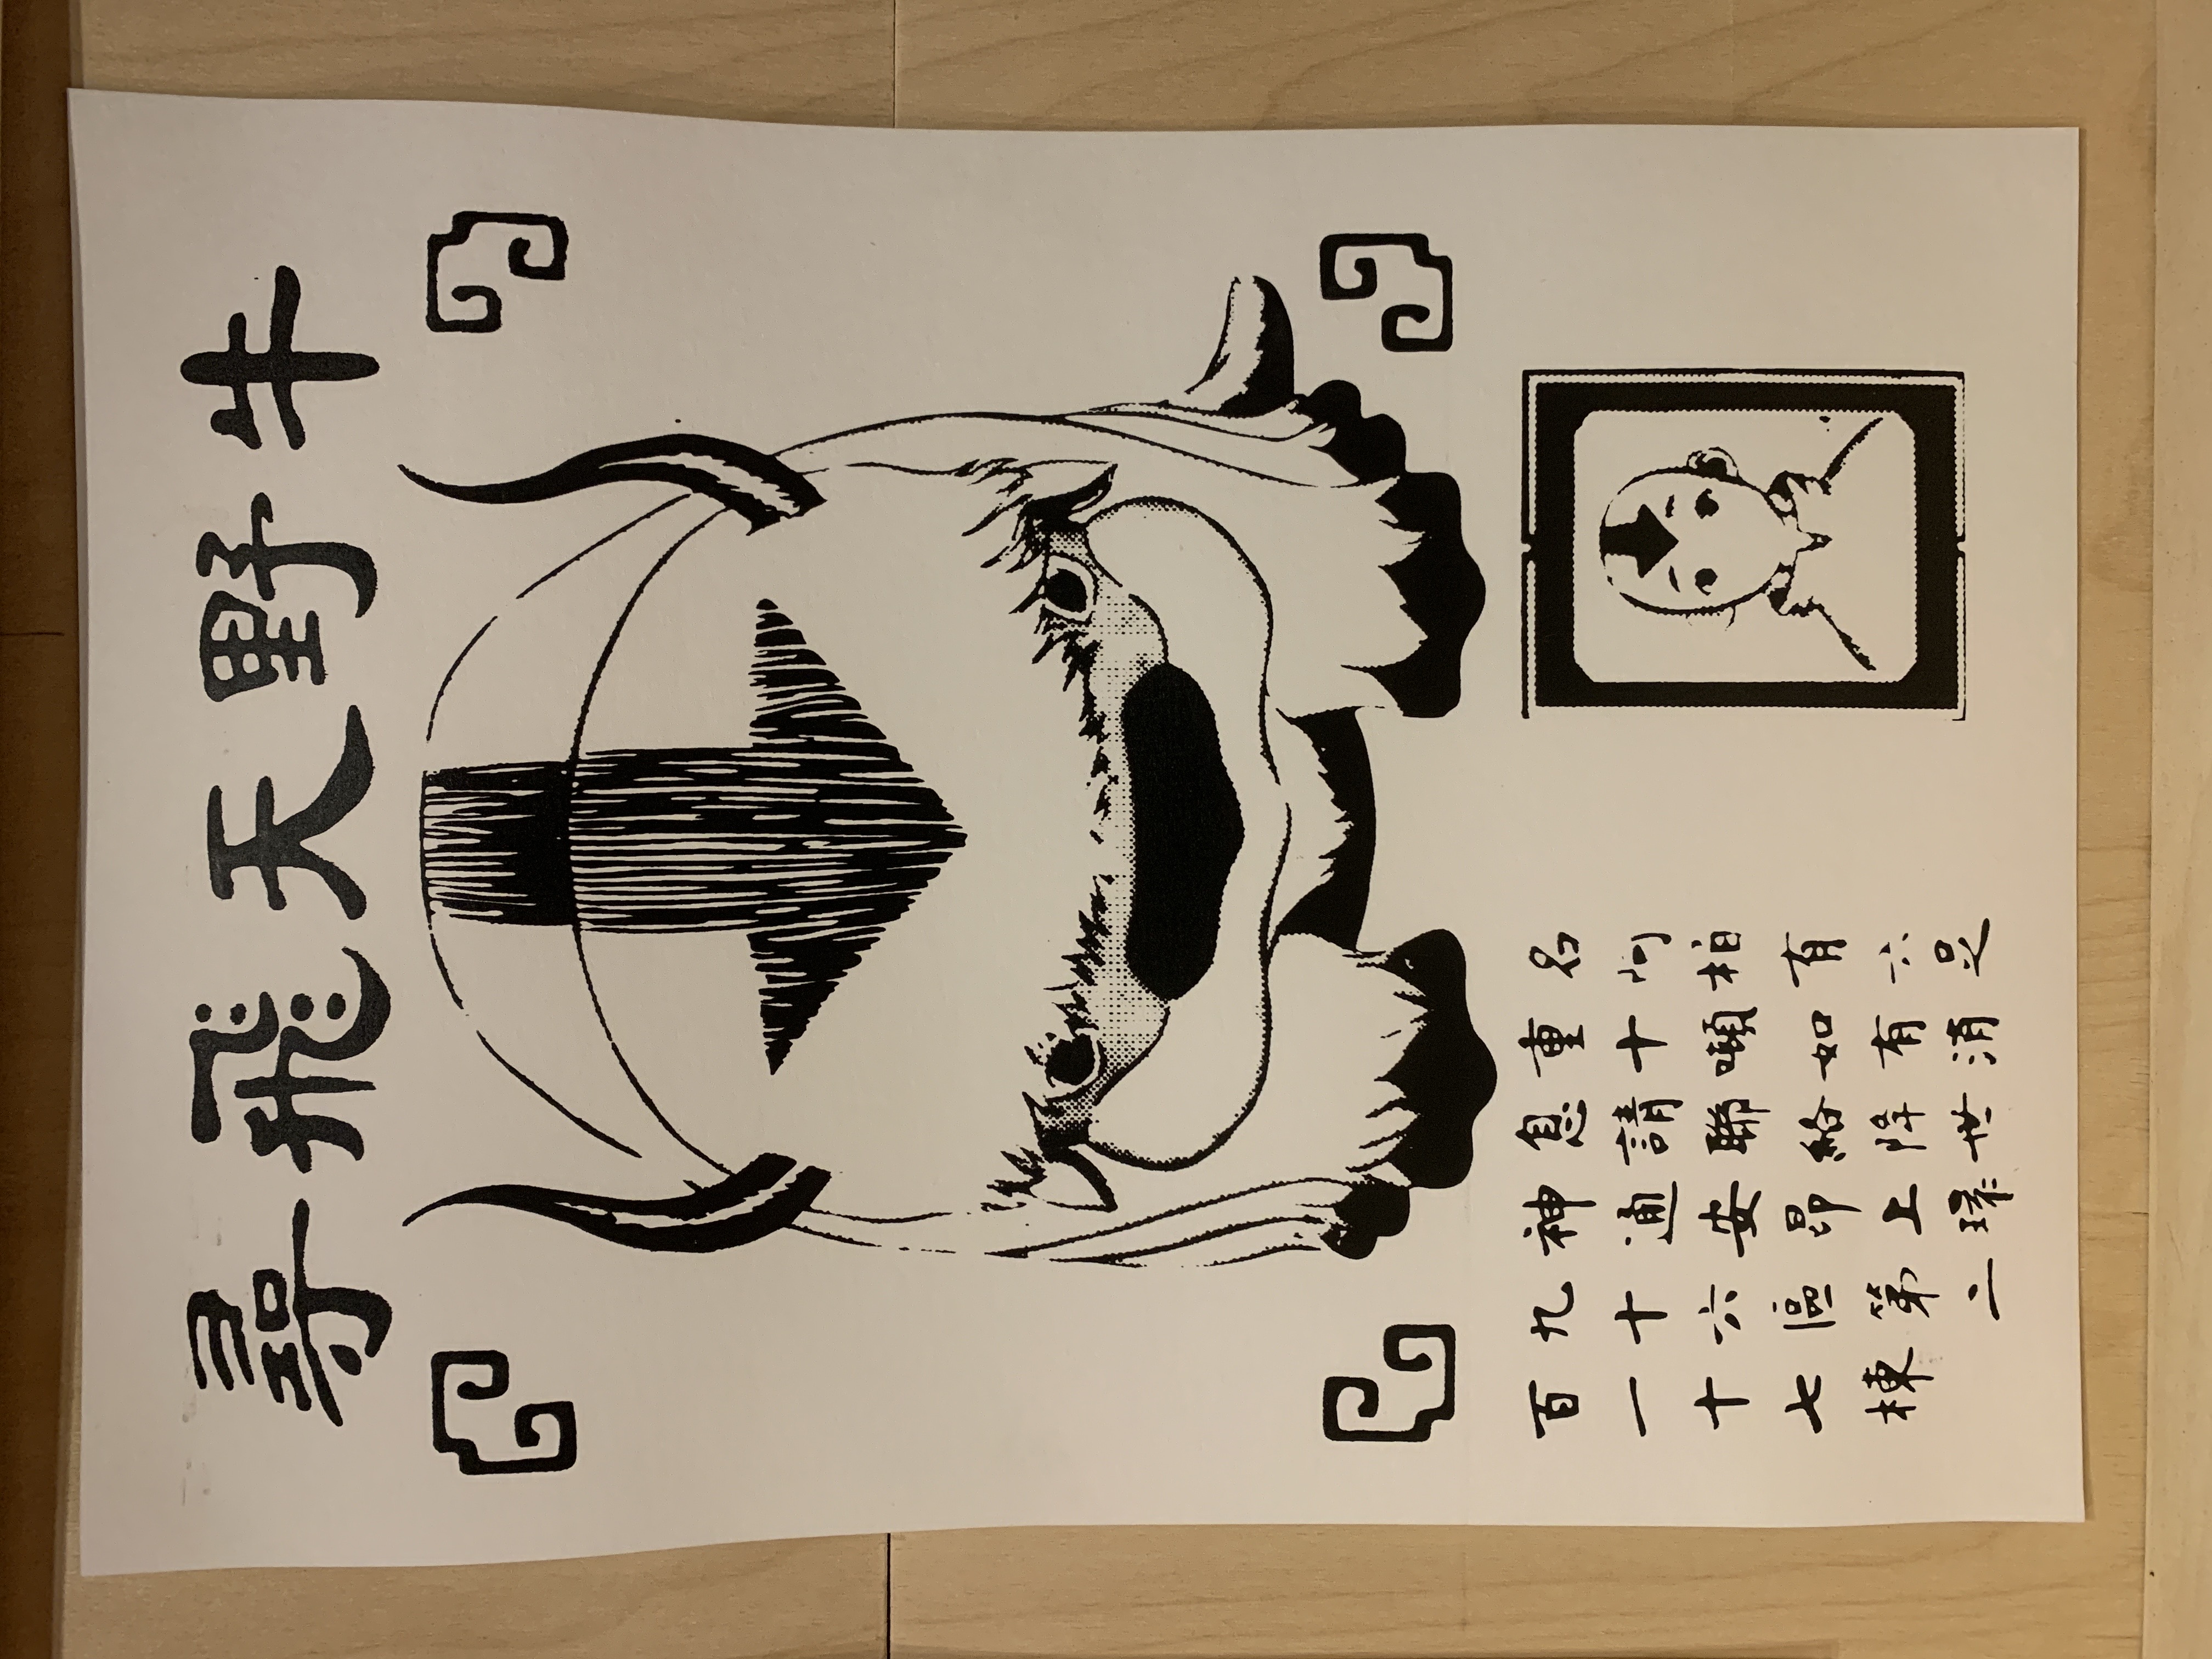 尋飛天野牛
名阿柏有六足
重十噸如有消
息請聯絡降世
神通安昂上環
九十六區第二
百一十七棟